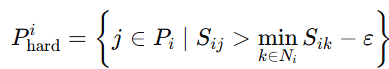 P^i_hard = { j ∈ P_i | S_ij > min_{k∈N_i} S_ik − ε }